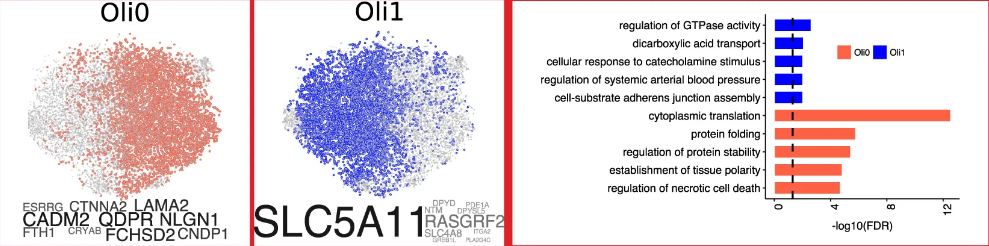 Oli0
ESRRG CTNNA2 LAMA2
CADM2 QDPR NLGN1
FTH1 CRYAB FCHSD2 CNDP1
Oli1
SLC5A11
DPYD PDE1A
NTM DPYSL5
RASGRF2
SLC4A8 ITGA2
GREB1L PLA2G4C
regulation of GTPase activity
dicarboxylic acid transport
cellular response to catecholamine stimulus
regulation of systemic arterial blood pressure
cell-substrate adherens junction assembly
cytoplasmic translation
protein folding
regulation of protein stability
establishment of tissue polarity
regulation of necrotic cell death
Oli0 Oli1
0 4 8 12
-log10(FDR)